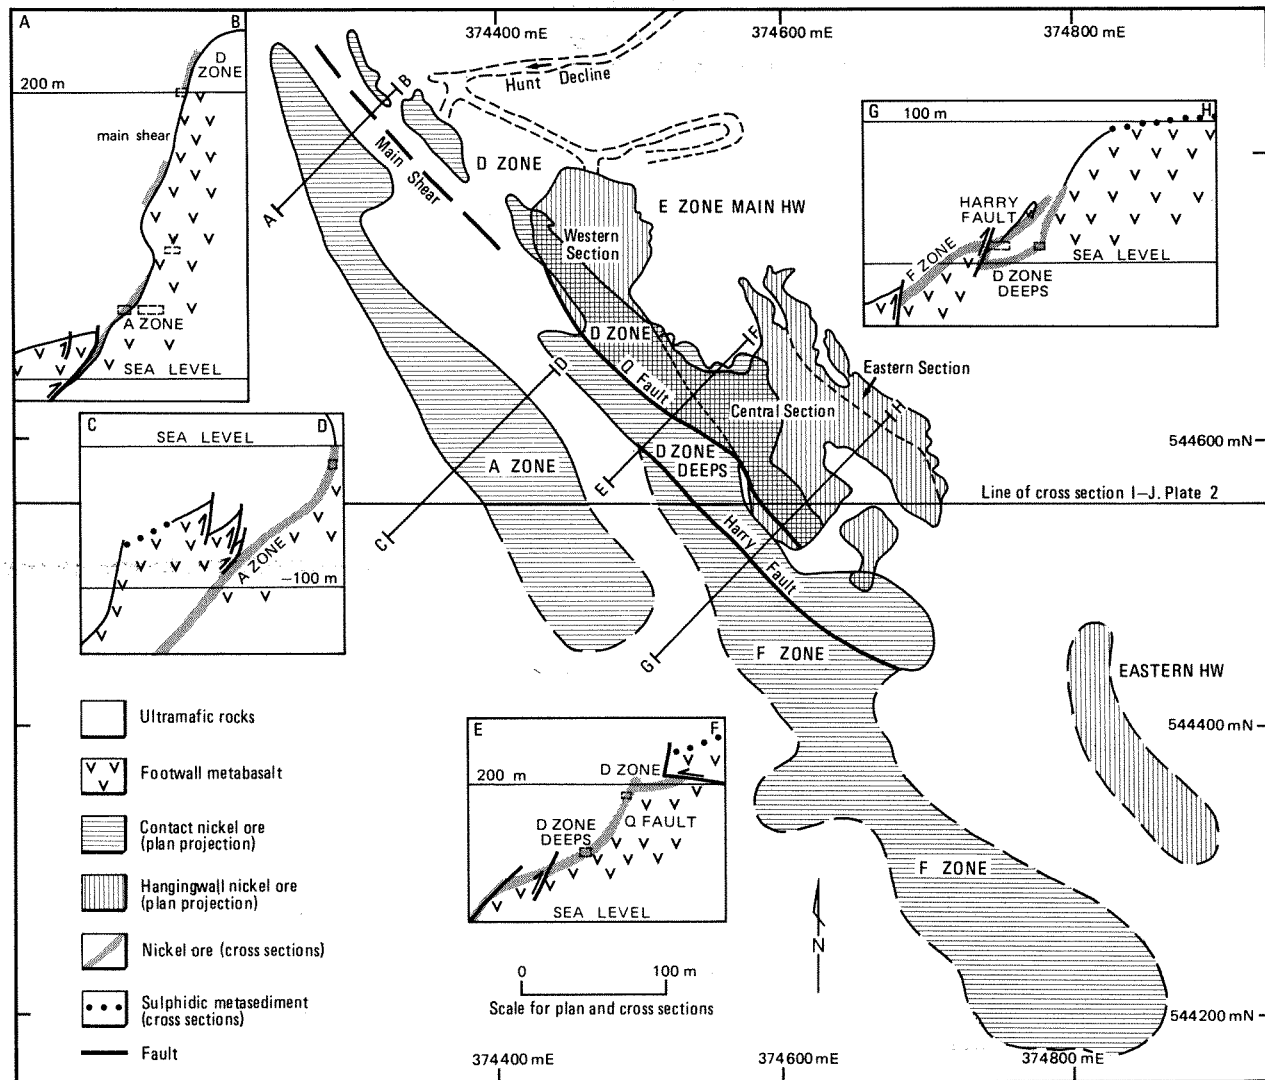 374400 mE
374600 mE
374800 mE
A
B
D
ZONE
200 m
main shear
A ZONE
SEA LEVEL
Hunt Decline
B
A
Main Shear
D ZONE
E ZONE MAIN HW
Western
Section
D ZONE
Q Fault
Central Section
Eastern Section
F
E
D
C
H
G
D ZONE
DEEPS
A ZONE
Harry Fault
F ZONE
F ZONE
EASTERN HW
Line of cross section I–J. Plate 2
544600 mN
544400 mN
544200 mN
G
H
100 m
HARRY
FAULT
F ZONE
SEA LEVEL
D ZONE
DEEPS
C
D
SEA LEVEL
A ZONE
–100 m
E
F
200 m
D ZONE
Q FAULT
D ZONE
DEEPS
SEA LEVEL
Ultramafic rocks
Footwall metabasalt
Contact nickel ore
(plan projection)
Hangingwall nickel ore
(plan projection)
Nickel ore (cross sections)
Sulphidic metasediment
(cross sections)
Fault
N
0 100 m
Scale for plan and cross sections
374400 mE
374600 mE
374800 mE